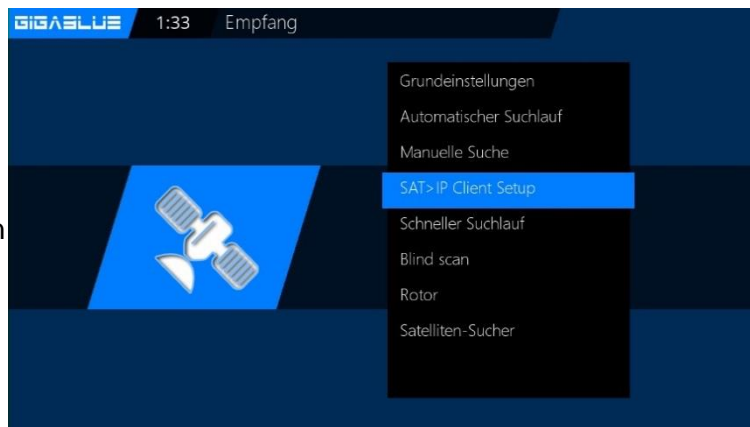 GIGABLUE 1:33 Empfang
Grundeinstellungen
Automatischer Suchlauf
Manuelle Suche
SAT>IP Client Setup
Schneller Suchlauf
Blind scan
Rotor
Satelliten-Sucher